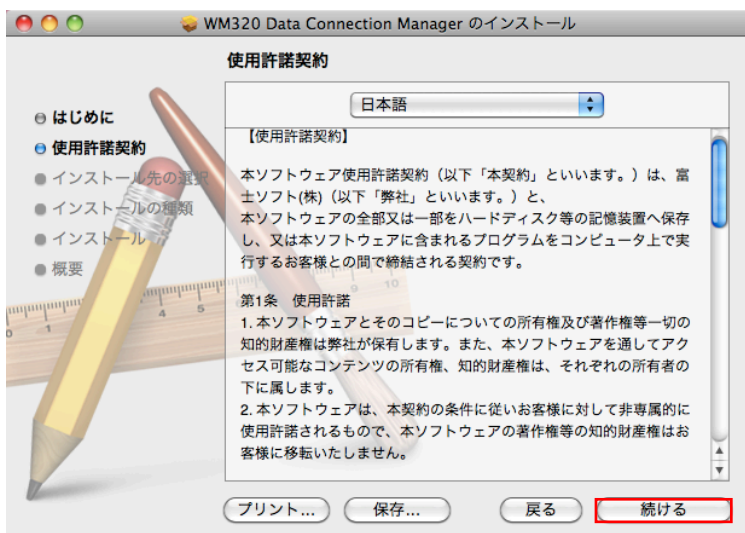 WM320 Data Connection Manager のインストール
使用許諾契約
はじめに
使用許諾契約
インストール先の選択
インストールの種類
インストール
概要
日本語
【使用許諾契約】
本ソフトウェア使用許諾契約（以下「本契約」といいます。）は、富
士ソフト(株)（以下「弊社」といいます。）と、
本ソフトウェアの全部又は一部をハードディスク等の記憶装置へ保存
し、又は本ソフトウェアに含まれるプログラムをコンピュータ上で実
行するお客様との間で締結される契約です。
第1条　使用許諾
1. 本ソフトウェアとそのコピーについての所有権及び著作権等一切の
知的財産権は弊社が保有します。また、本ソフトウェアを通してアク
セス可能なコンテンツの所有権、知的財産権は、それぞれの所有者の
下に属します。
2. 本ソフトウェアは、本契約の条件に従いお客様に対して非専属的に
使用許諾されるもので、本ソフトウェアの著作権等の知的財産権はお
客様に移転いたしません。
0 1 4 5 9 10
プリント... 保存... 戻る 続ける